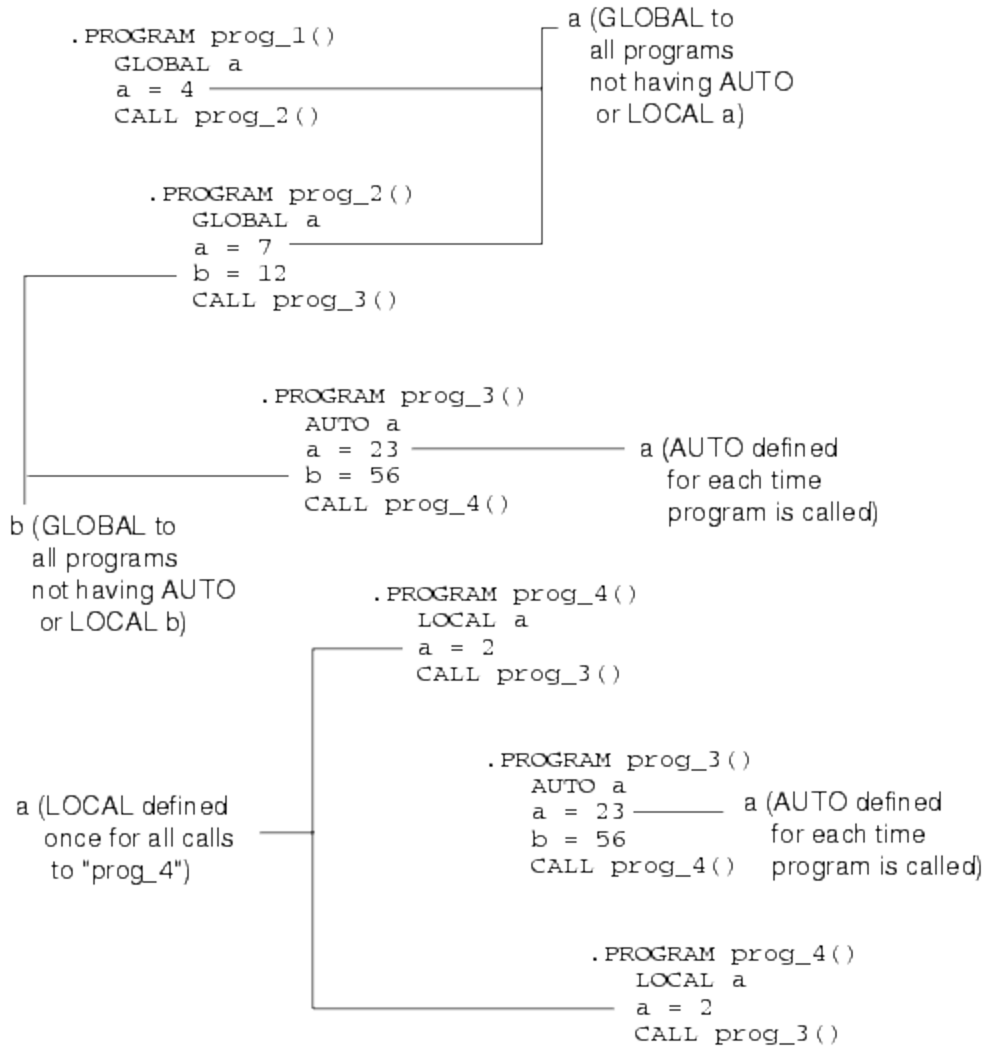 .PROGRAM prog_1()
GLOBAL a
a = 4
CALL prog_2()
a (GLOBAL to
all programs
not having AUTO
or LOCAL a)
.PROGRAM prog_2()
GLOBAL a
a = 7
b = 12
CALL prog_3()
.PROGRAM prog_3()
AUTO a
a = 23
b = 56
CALL prog_4()
a (AUTO defined
for each time
program is called)
b (GLOBAL to
all programs
not having AUTO
or LOCAL b)
.PROGRAM prog_4()
LOCAL a
a = 2
CALL prog_3()
a (LOCAL defined
once for all calls
to "prog_4")
.PROGRAM prog_3()
AUTO a
a = 23
b = 56
CALL prog_4()
a (AUTO defined
for each time
program is called)
.PROGRAM prog_4()
LOCAL a
a = 2
CALL prog_3()